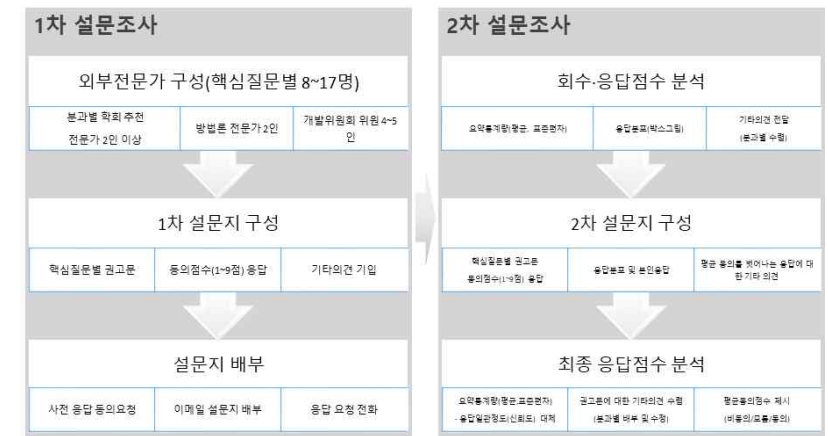 1차 설문조사
외부전문가 구성(핵심질문별 8~17명)
분과별 학회 추천
전문가 2인 이상
방법론 전문가 2인
개발위원회 위원 4~5
인
1차 설문지 구성
핵심질문별 권고문
동의점수(1~9점) 응답
기타의견 기입
설문지 배부
사전 응답 동의요청
이메일 설문지 배부
응답 요청 전화
2차 설문조사
회수·응답점수 분석
요약통계량(평균, 표준편차)
응답분포(박스그림)
기타의견 전달
(분과별 수렴)
2차 설문지 구성
핵심질문별 권고문
동의점수(1~9점) 응답
응답분포 및 본인응답
평균 동의를 벗어나는 응답에 대
한 기타 의견
최종 응답점수 분석
요약통계량(평균,표준편차)
· 응답일관정도(신뢰도) 대체
권고문에 대한 기타의견 수렴
(분과별 배부 및 수정)
평균동의점수 제시
(비동의/모름/동의)